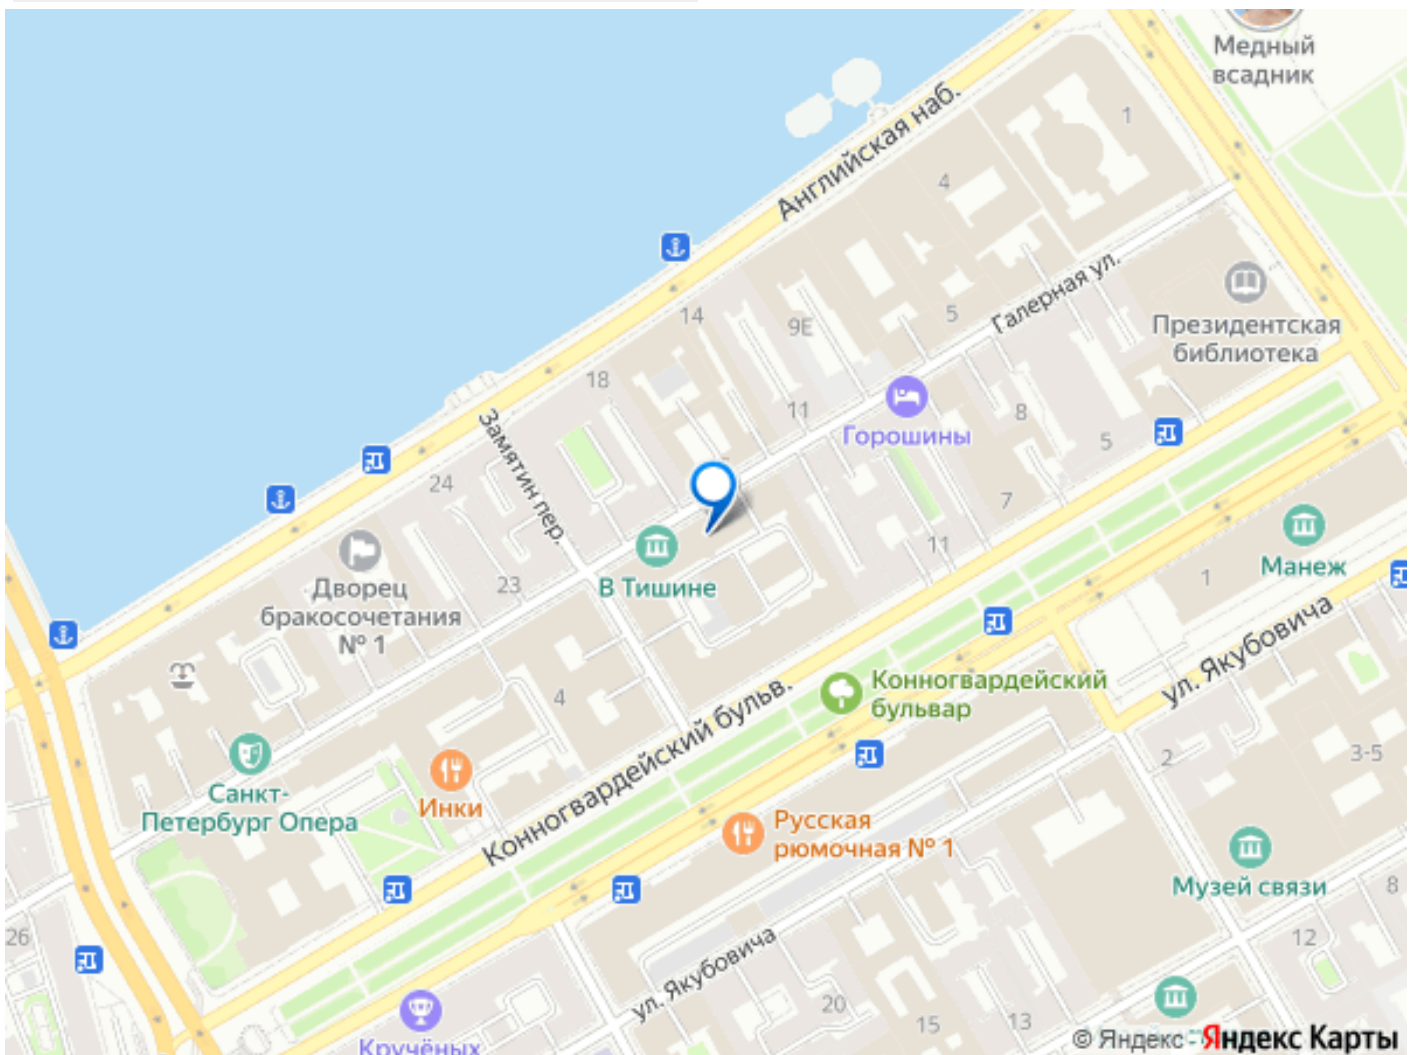 Медный
всадник
1
Английская наб.
4
Галерная ул.
5
Президентская
библиотека
14
9Е
18
11
Горошины
8
5
Замятин пер.
24
7
11
В Тишине
23
Дворец
бракосочетания
№ 1
1
Манеж
ул. Якубовича
Конногвардейский
бульвар
4
Конногвардейский бульв.
2
3-5
Санкт-
Петербург Опера
Инки
Русская
рюмочная № 1
Музей связи
8
26
12
ул. Якубовича
20
15
13
Кручёных
© Яндекс
Яндекс Карты